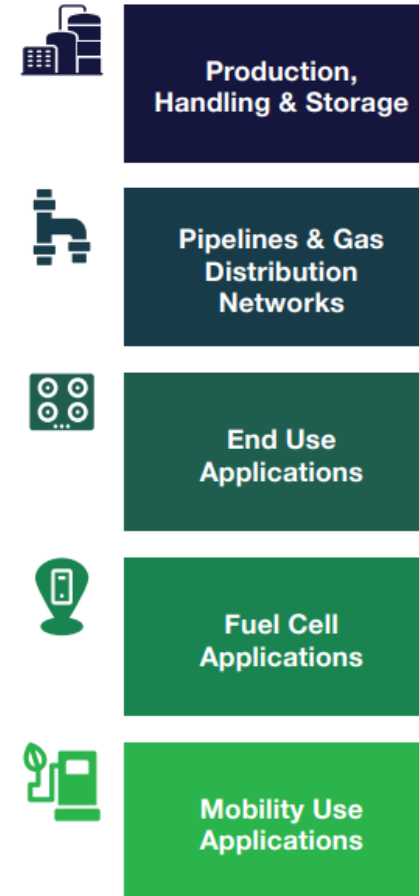 Production,
Handling & Storage
Pipelines & Gas
Distribution
Networks
End Use
Applications
Fuel Cell
Applications
Mobility Use
Applications